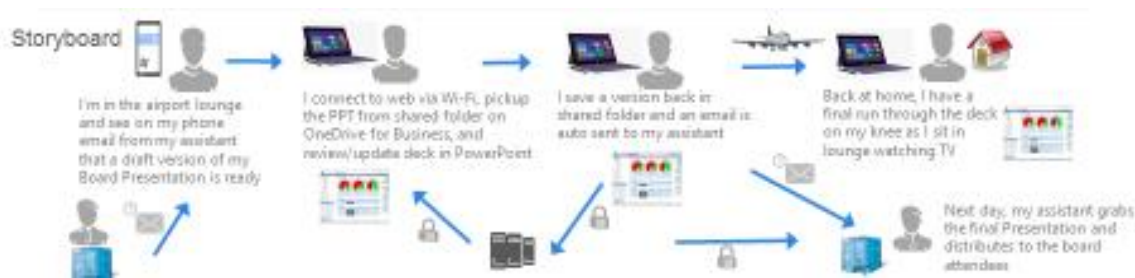 Storyboard
I'm in the airport lounge
and see on my phone
email from my assistant
that a draft version of my
Board Presentation is ready
I connect to web via Wi-Fi, pickup
the PPT from shared folder on
OneDrive for Business, and
review/update deck in PowerPoint
I save a version back in
shared folder and an email is
auto sent to my assistant
Back at home, I have a
final run through the deck
on my knee as I sit in
lounge watching TV
Next day, my assistant grabs
the final Presentation and
distributes to the board
attendees